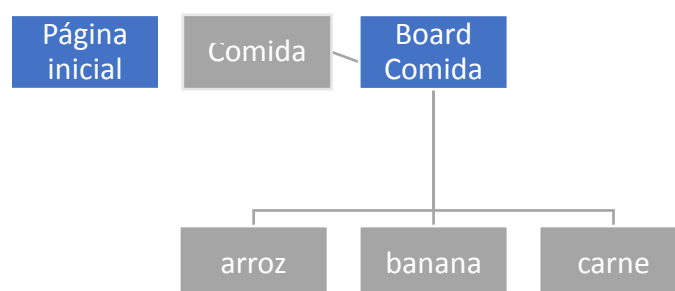 Página
inicial
Comida
Board
Comida
arroz
banana
carne